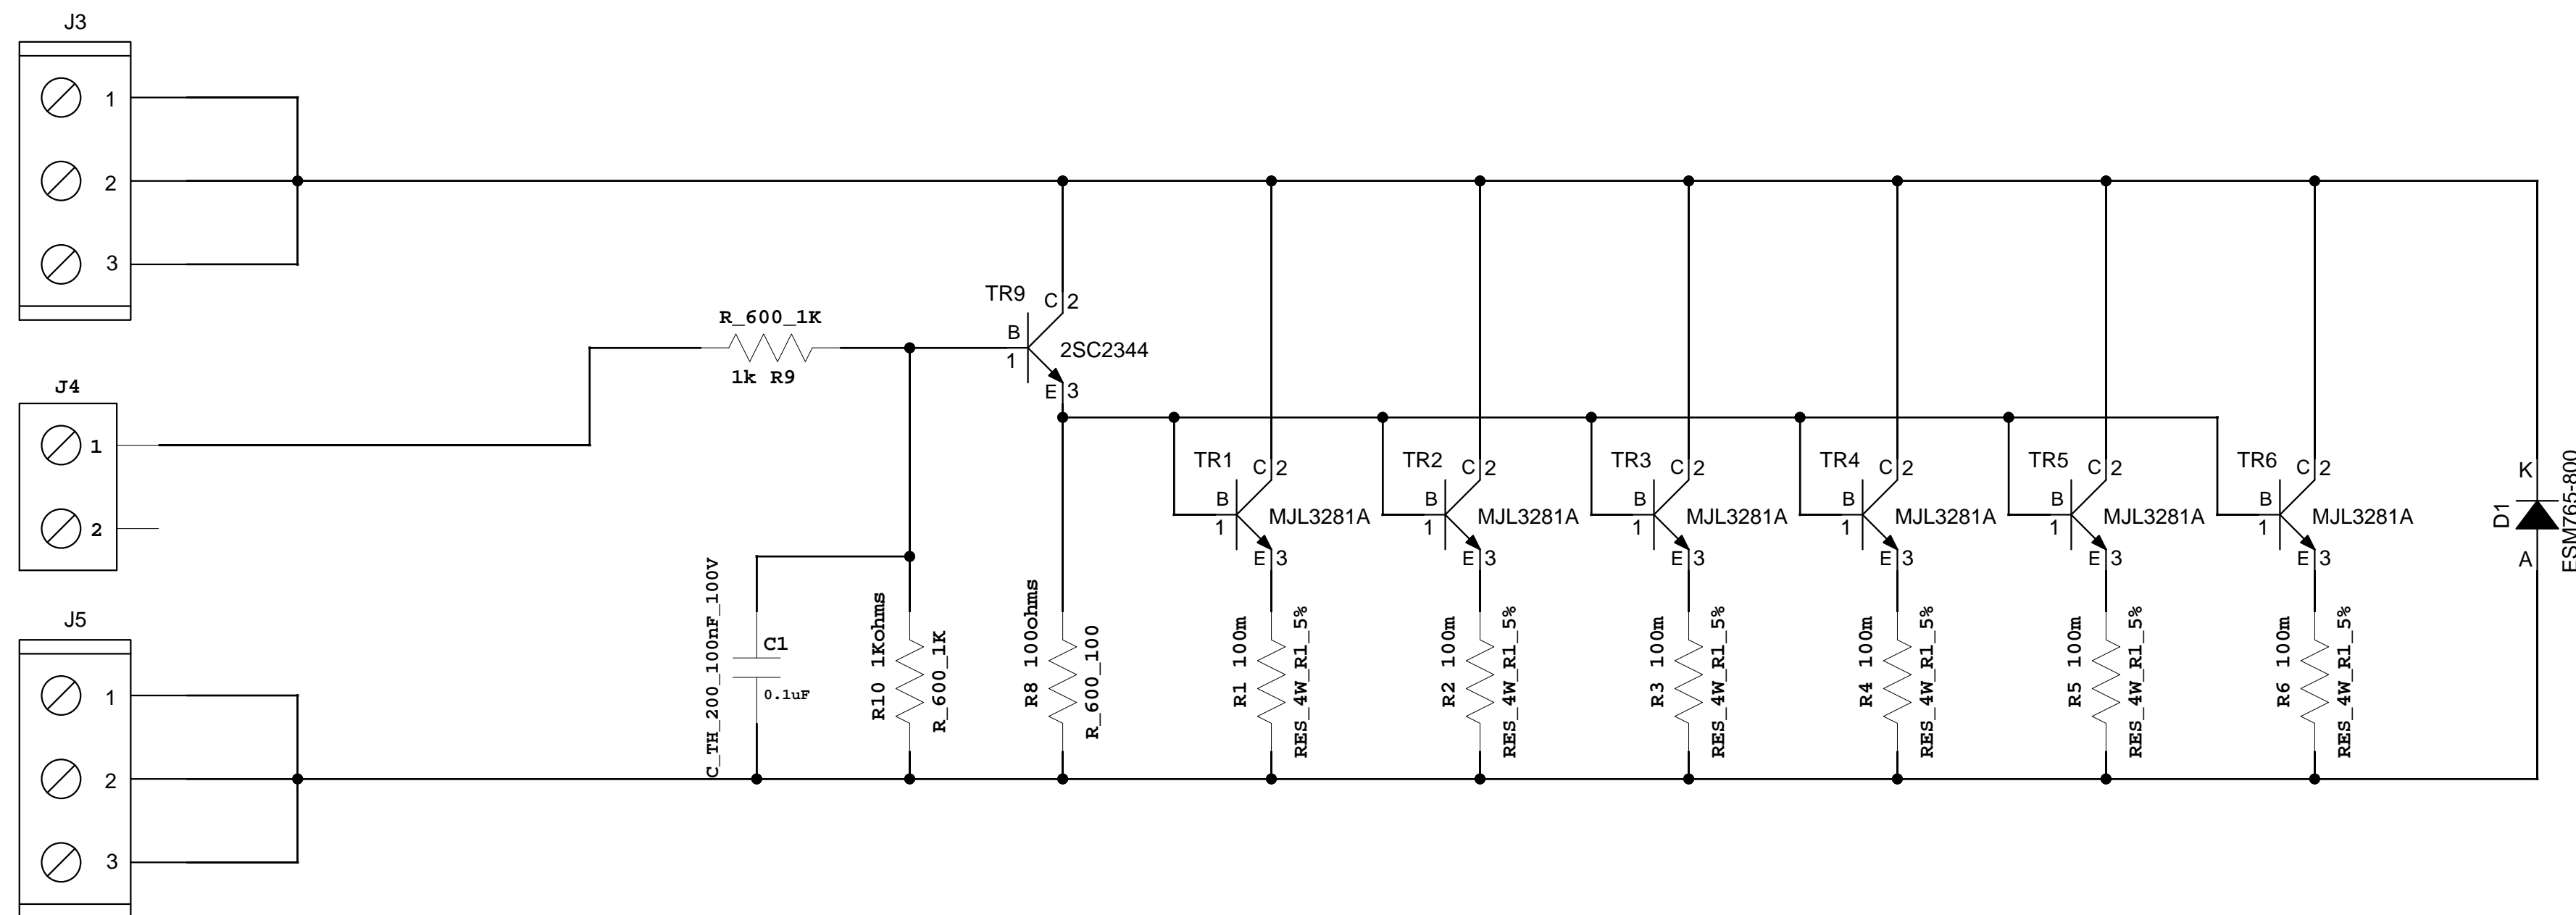 J3
1
2
3
J4
1
2
J5
1
2
3
R_600_1K
1k R9
TR9
C 2
B
1
2SC2344
E 3
C_TH_200_100nF_100V
C1
0.1uF
R10 1Kohms
R_600_1K
R8 100ohms
R_600_100
TR1
C 2
B
1
MJL3281A
E 3
R1 100m
RES_4W_R1_5%
TR2
C 2
B
1
MJL3281A
E 3
R2 100m
RES_4W_R1_5%
TR3
C 2
B
1
MJL3281A
E 3
R3 100m
RES_4W_R1_5%
TR4
C 2
B
1
MJL3281A
E 3
R4 100m
RES_4W_R1_5%
TR5
C 2
B
1
MJL3281A
E 3
R5 100m
RES_4W_R1_5%
TR6
C 2
B
1
MJL3281A
E 3
R6 100m
RES_4W_R1_5%
K
D1
A
ESM765-800